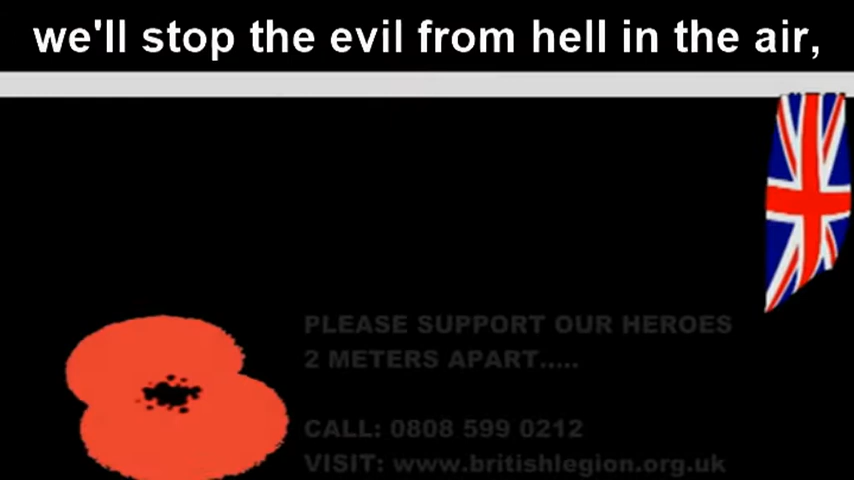 we'll stop the evil from hell in the air,
PLEASE SUPPORT OUR HEROES
2 METERS APART.....
CALL: 0808 599 0212
VISIT: www.britishlegion.org.uk